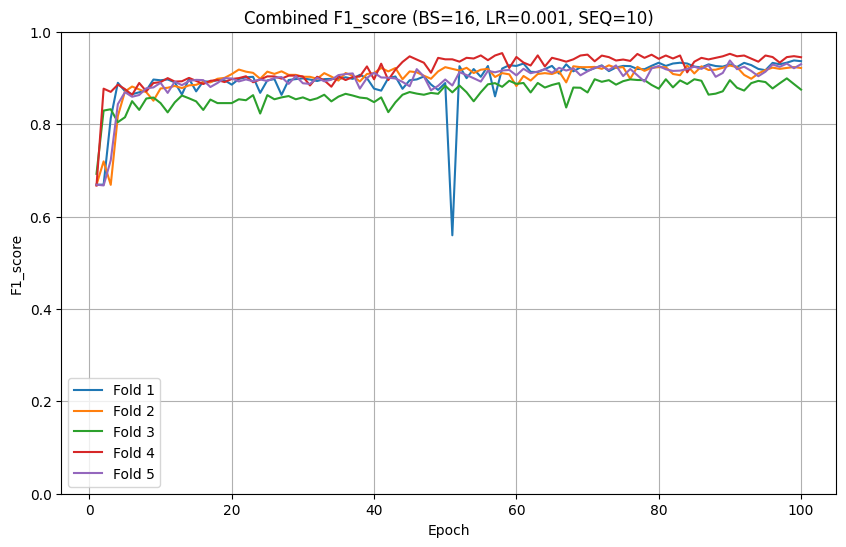 Combined F1_score (BS=16, LR=0.001, SEQ=10)
1.0
0.8
0.6
0.4
0.2
0.0
F1_score
Fold 1
Fold 2
Fold 3
Fold 4
Fold 5
0 20 40 60 80 100
Epoch